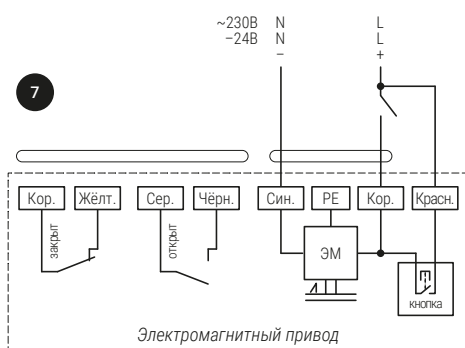 ~230В N L
−24В N L
− +
7
Кор. Жёлт. Сер. Чёрн. Син. PE Кор. Красн.
закрыт
открыт
ЭМ
кнопка
Электромагнитный привод